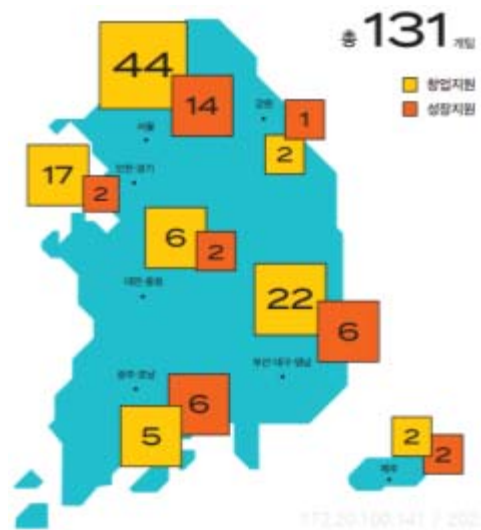 총 131 개팀
창업지원
성장지원
44
14
서울
강원
1
2
17
2
인천·경기
6
2
대전·충청
22
6
부산·대구·영남
광주·호남
6
5
2
2
제주